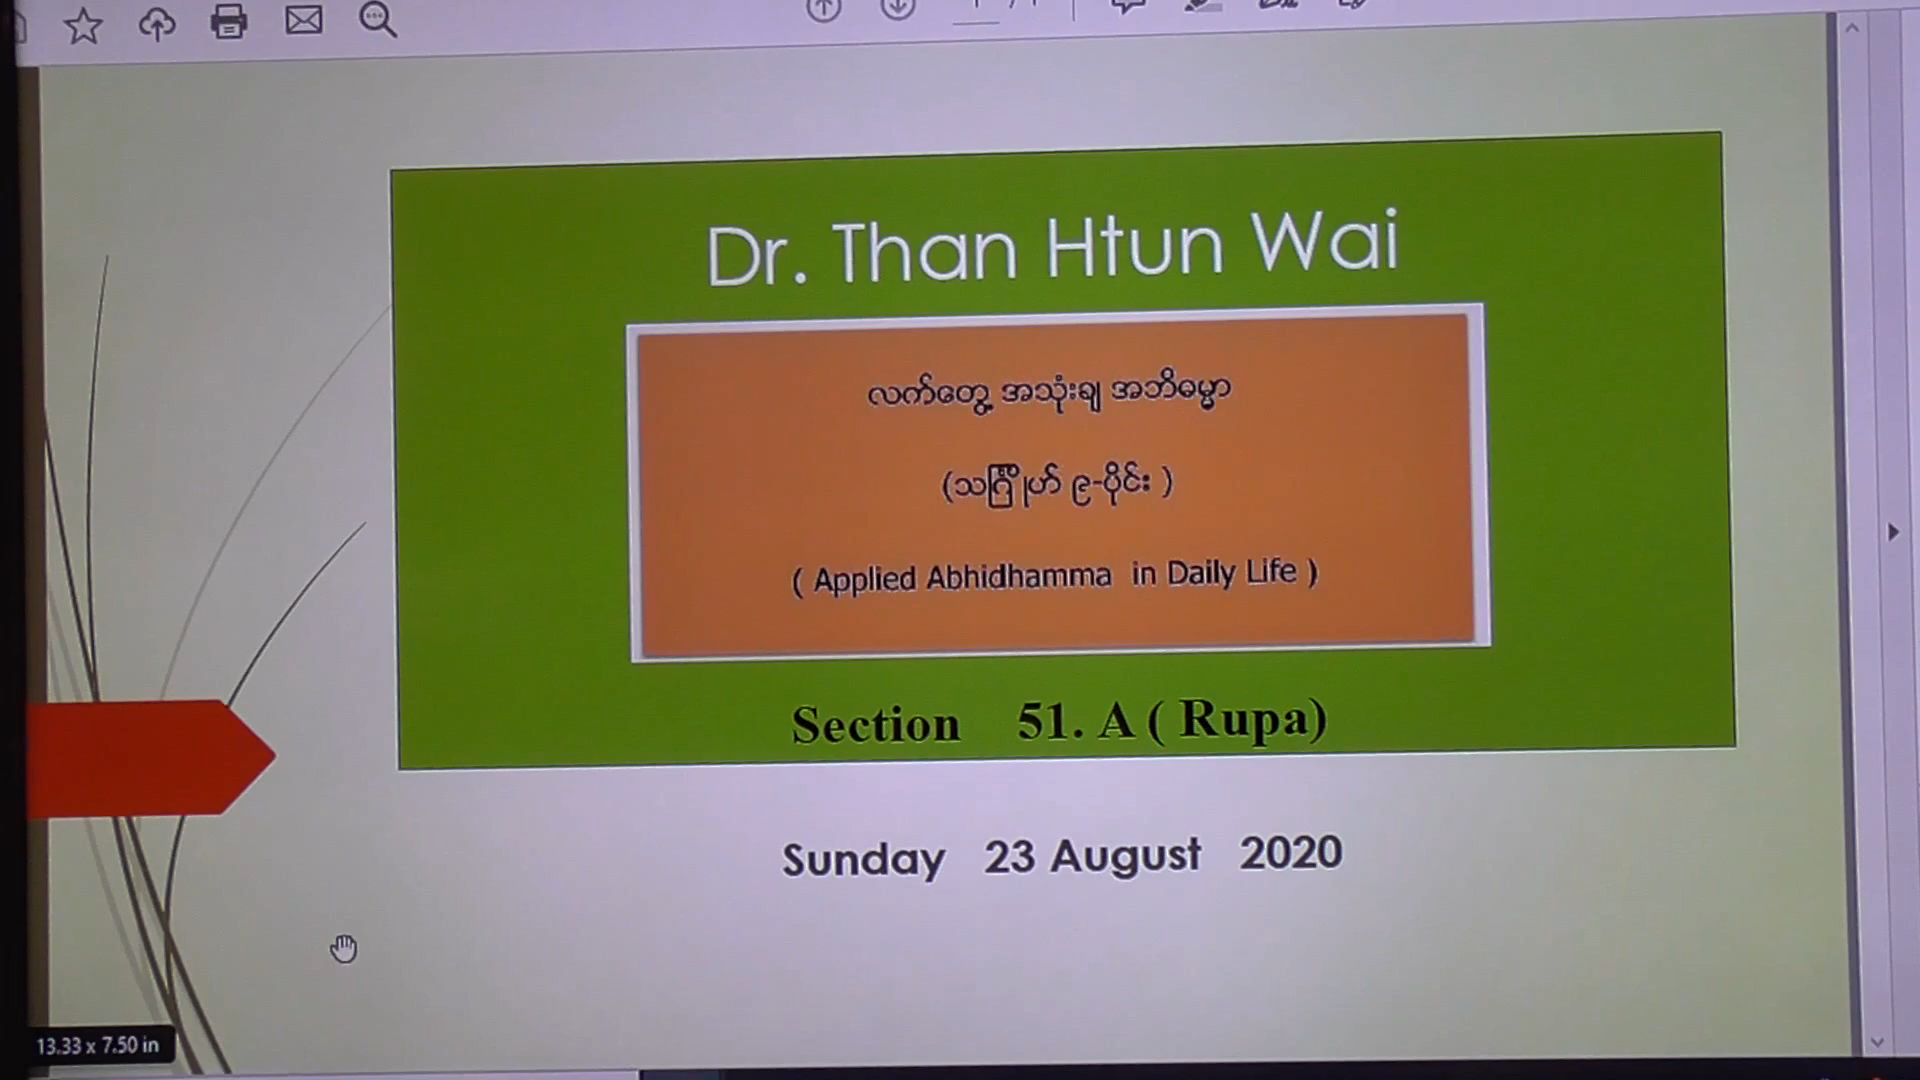 Dr. Than Htun Wai
လက်တွေ့ အသုံးချ အဘိဓမ္မာ
(သင်္ဂြိုဟ် ၉-ပိုင်း )
( Applied Abhidhamma in Daily Life )
Section 51. A ( Rupa)
Sunday 23 August 2020
13.33 x 7.50 in